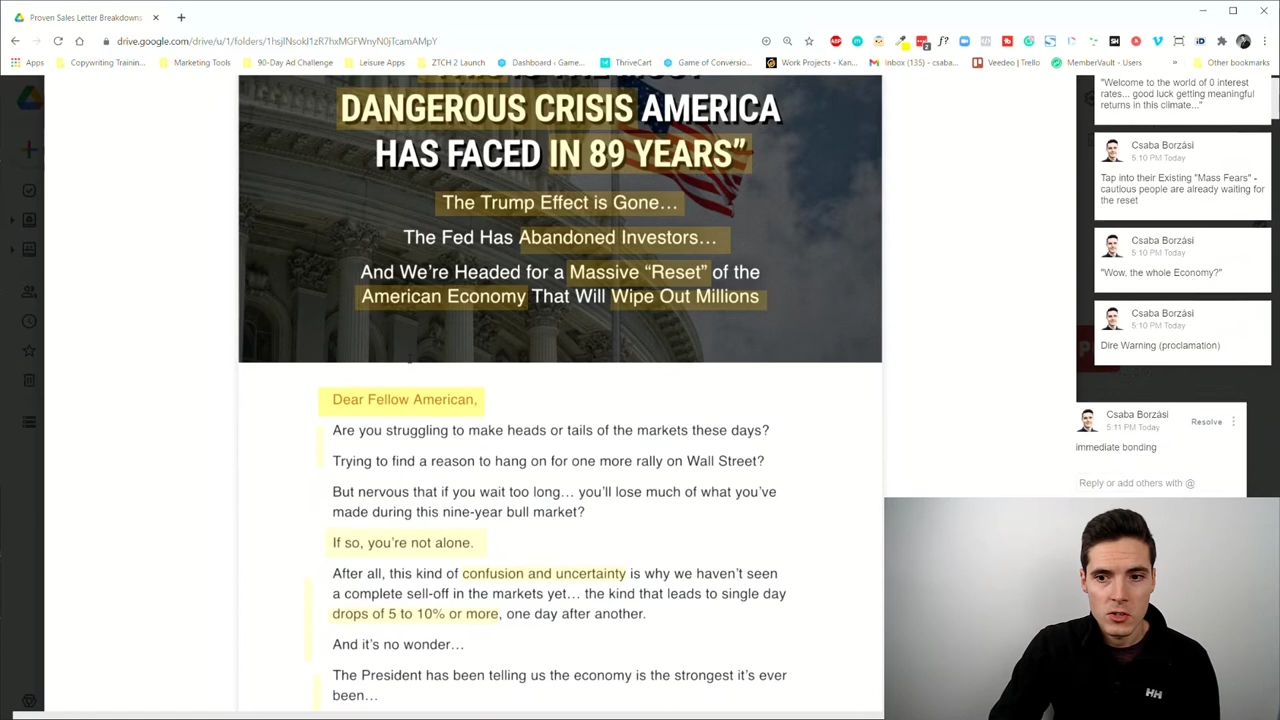 Proven Sales Letter Breakdowns
drive.google.com/drive/u/1/folders/1hsjlNsokI1zR7hxMGFWnyN0jTcamAMpY
Apps
Copywriting Trainin...
Marketing Tools
90-Day Ad Challenge
Leisure Apps
ZTCH 2 Launch
Dashboard ‹ Game...
ThriveCart
Game of Conversio...
Work Projects - Kan...
Inbox (135) - csaba...
Veedeo | Trello
MemberVault - Users
»
Other bookmarks
DANGEROUS CRISIS AMERICA
HAS FACED IN 89 YEARS”
The Trump Effect is Gone…
The Fed Has Abandoned Investors…
And We’re Headed for a Massive “Reset” of the
American Economy That Will Wipe Out Millions
Dear Fellow American,
Are you struggling to make heads or tails of the markets these days?
Trying to find a reason to hang on for one more rally on Wall Street?
But nervous that if you wait too long… you’ll lose much of what you’ve
made during this nine-year bull market?
If so, you’re not alone.
After all, this kind of confusion and uncertainty is why we haven’t seen
a complete sell-off in the markets yet… the kind that leads to single day
drops of 5 to 10% or more, one day after another.
And it’s no wonder…
The President has been telling us the economy is the strongest it’s ever
been…
"Welcome to the world of 0 interest
rates... good luck getting meaningful
returns in this climate..."
Csaba Borzási
5:10 PM Today
Tap into their Existing "Mass Fears" -
cautious people are already waiting for
the reset
Csaba Borzási
5:10 PM Today
"Wow, the whole Economy?"
Csaba Borzási
5:10 PM Today
Dire Warning (proclamation)
Csaba Borzási
5:11 PM Today
Resolve
immediate bonding
Reply or add others with @
HH